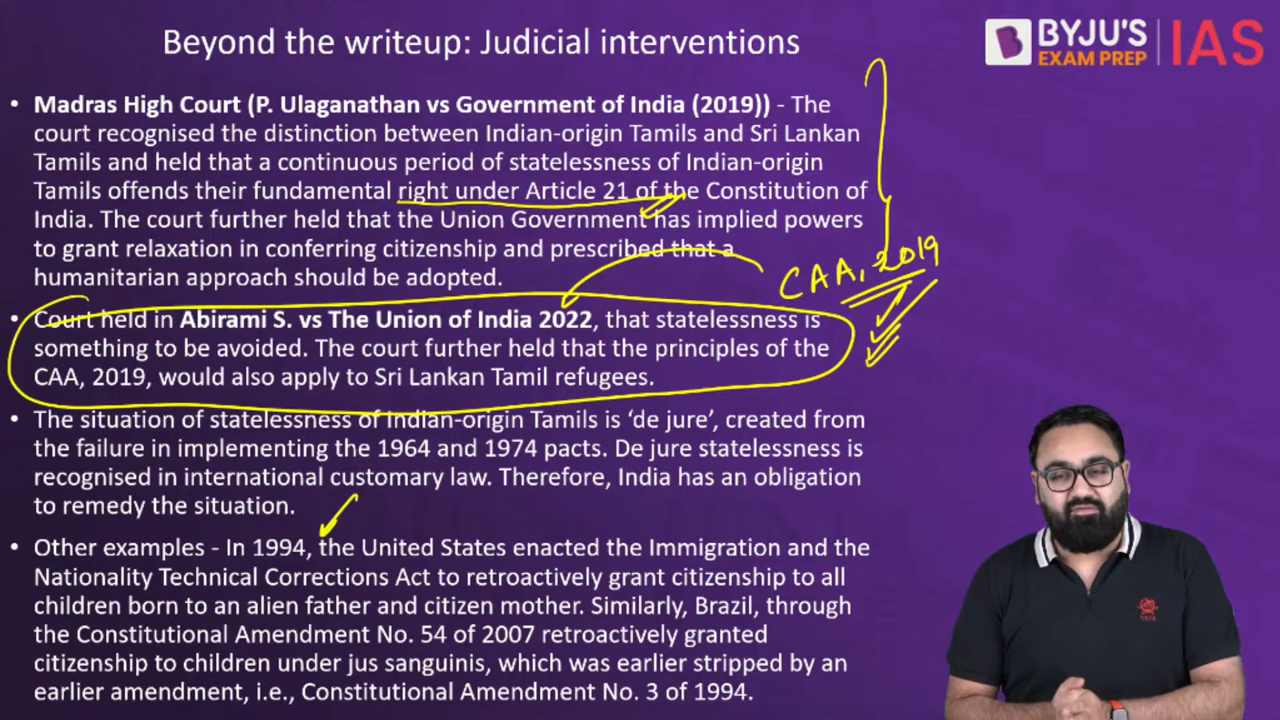 Beyond the writeup: Judicial interventions
BYJU'S
EXAM PREP
IAS
• Madras High Court (P. Ulaganathan vs Government of India (2019)) - The
court recognised the distinction between Indian-origin Tamils and Sri Lankan
Tamils and held that a continuous period of statelessness of Indian-origin
Tamils offends their fundamental right under Article 21 of the Constitution of
India. The court further held that the Union Government has implied powers
to grant relaxation in conferring citizenship and prescribed that a
humanitarian approach should be adopted.
CAA, 2019
• Court held in Abirami S. vs The Union of India 2022, that statelessness is
something to be avoided. The court further held that the principles of the
CAA, 2019, would also apply to Sri Lankan Tamil refugees.
• The situation of statelessness of Indian-origin Tamils is ‘de jure’, created from
the failure in implementing the 1964 and 1974 pacts. De jure statelessness is
recognised in international customary law. Therefore, India has an obligation
to remedy the situation.
• Other examples - In 1994, the United States enacted the Immigration and the
Nationality Technical Corrections Act to retroactively grant citizenship to all
children born to an alien father and citizen mother. Similarly, Brazil, through
the Constitutional Amendment No. 54 of 2007 retroactively granted
citizenship to children under jus sanguinis, which was earlier stripped by an
earlier amendment, i.e., Constitutional Amendment No. 3 of 1994.